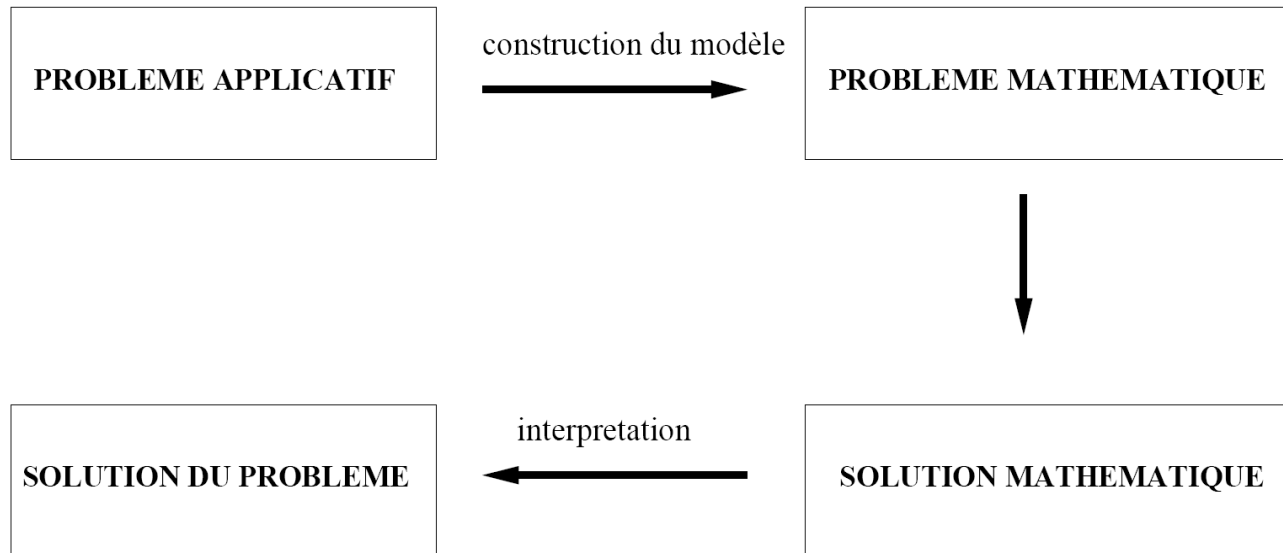 construction du modèle
PROBLEME APPLICATIF
PROBLEME MATHEMATIQUE
interpretation
SOLUTION DU PROBLEME
SOLUTION MATHEMATIQUE